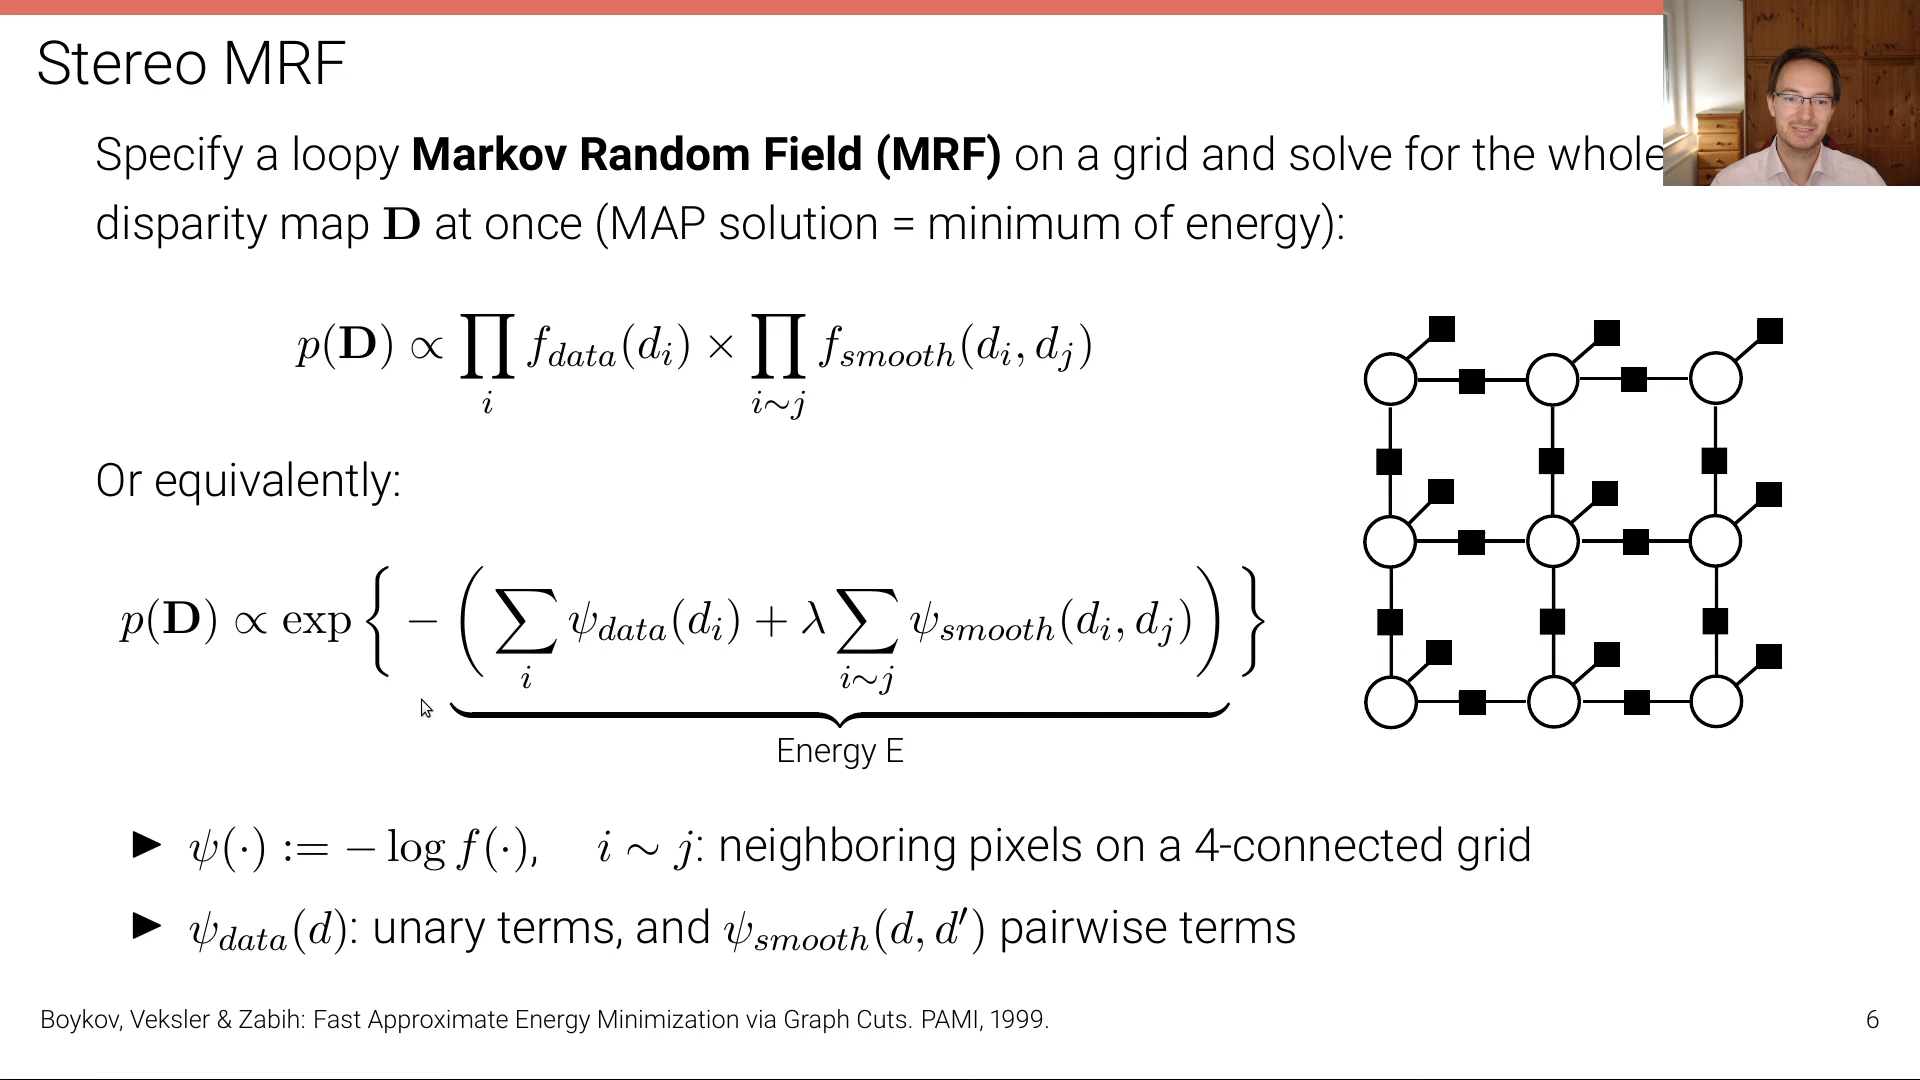 Stereo MRF
Specify a loopy Markov Random Field (MRF) on a grid and solve for the whole
disparity map D at once (MAP solution = minimum of energy):
p(D) ∝ ∏_i f_data(d_i) × ∏_{i∼j} f_smooth(d_i, d_j)
Or equivalently:
p(D) ∝ exp { − ( ∑_i ψ_data(d_i) + λ ∑_{i∼j} ψ_smooth(d_i, d_j) ) }
Energy E
► ψ(·) := − log f(·), i ∼ j: neighboring pixels on a 4-connected grid
► ψ_data(d): unary terms, and ψ_smooth(d, d′) pairwise terms
Boykov, Veksler & Zabih: Fast Approximate Energy Minimization via Graph Cuts. PAMI, 1999.
6